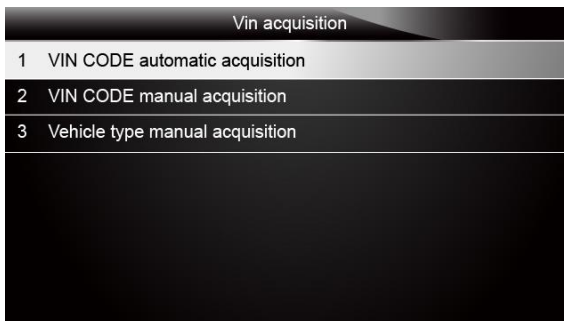 Vin acquisition
1 VIN CODE automatic acquisition
2 VIN CODE manual acquisition
3 Vehicle type manual acquisition